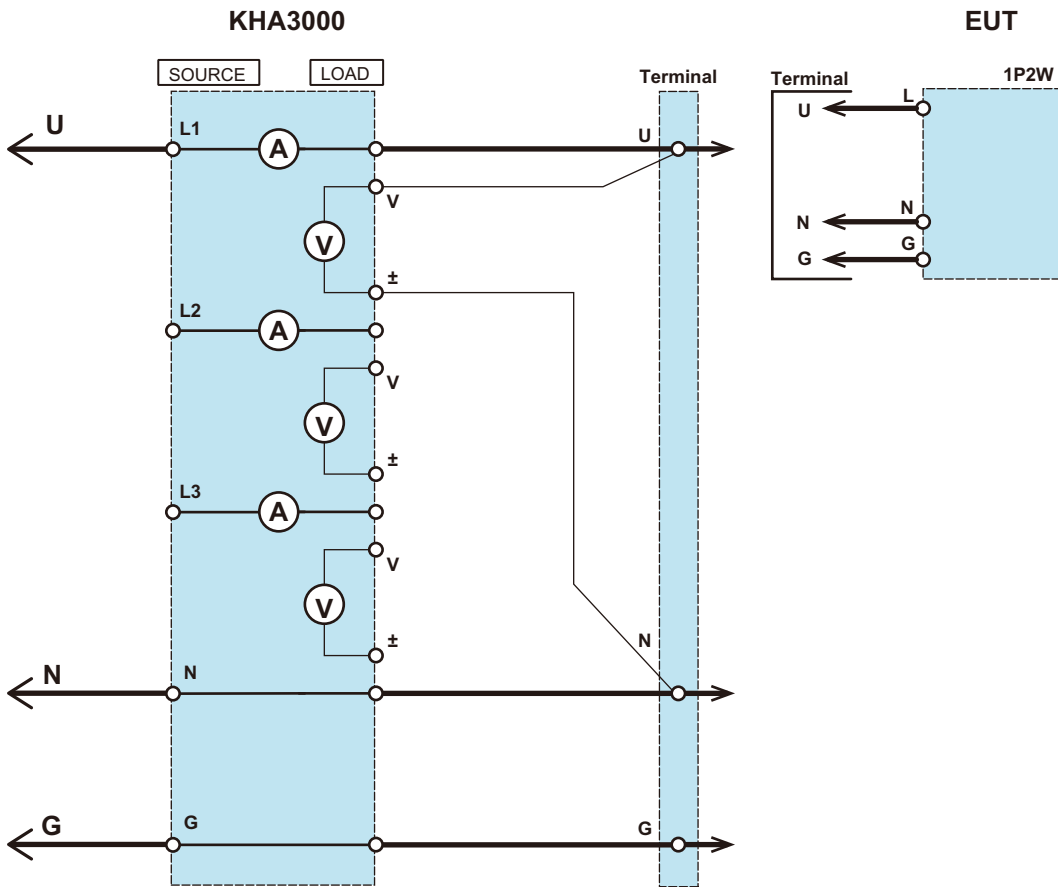 KHA3000
EUT
SOURCE
LOAD
Terminal
Terminal
1P2W
U
L1
A
U
U
L
V
V
±
N
N
G
G
L2
A
V
V
±
L3
A
V
V
±
N
N
N
G
G
G